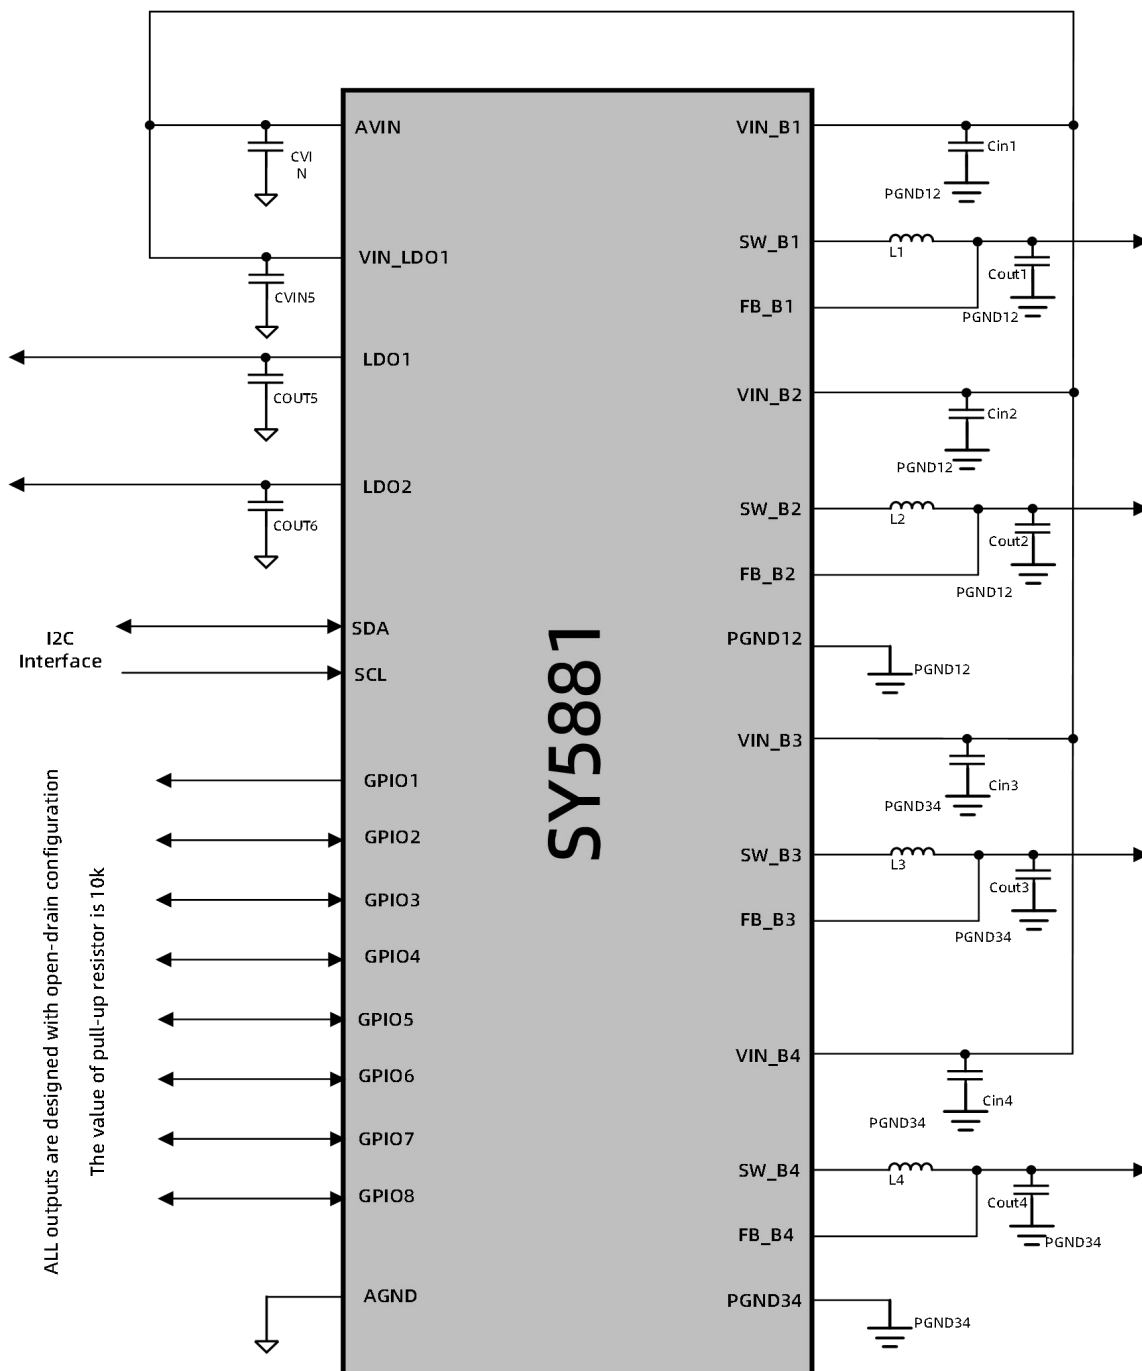 AVIN
CVI
N
VIN_LDO1
CVIN5
LDO1
COUT5
LDO2
COUT6
I2C
Interface
SDA
SCL
GPIO1
GPIO2
GPIO3
GPIO4
GPIO5
GPIO6
GPIO7
GPIO8
AGND
ALL outputs are designed with open-drain configuration
The value of pull-up resistor is 10k
SY5881
VIN_B1
Cin1
PGND12
SW_B1
L1
Cout1
FB_B1
PGND12
VIN_B2
Cin2
PGND12
SW_B2
L2
Cout2
FB_B2
PGND12
PGND12
PGND12
VIN_B3
Cin3
PGND34
SW_B3
L3
Cout3
FB_B3
PGND34
VIN_B4
Cin4
PGND34
SW_B4
L4
Cout4
FB_B4
PGND34
PGND34
PGND34